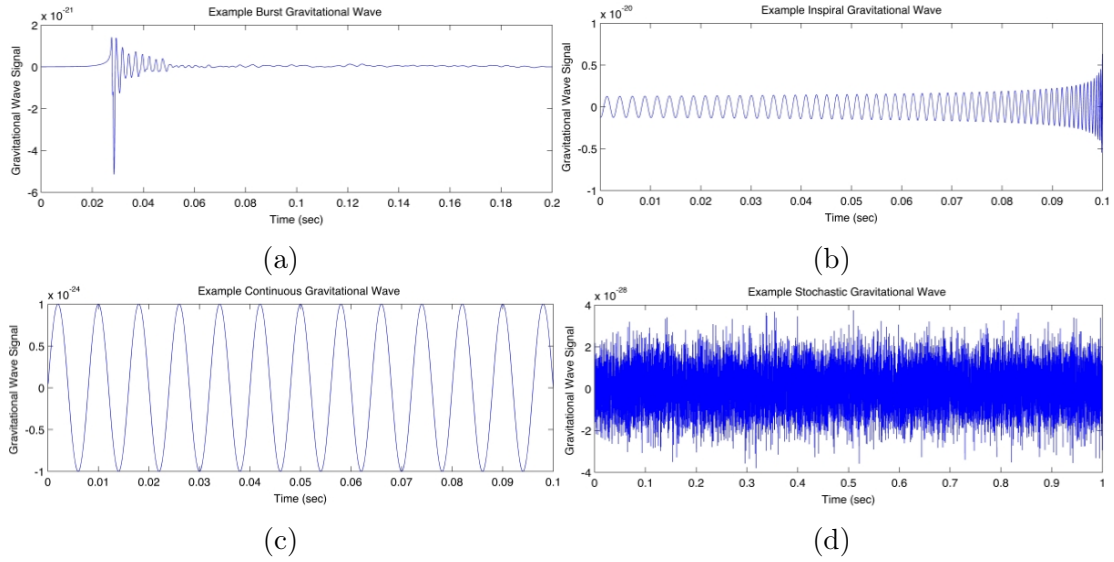 Example Burst Gravitational Wave
x 10^-21
Gravitational Wave Signal
2
0
-2
-4
-6
0 0.02 0.04 0.06 0.08 0.1 0.12 0.14 0.16 0.18 0.2
Time (sec)
(a)
Example Inspiral Gravitational Wave
x 10^-20
Gravitational Wave Signal
1
0.5
0
-0.5
-1
0 0.01 0.02 0.03 0.04 0.05 0.06 0.07 0.08 0.09 0.1
Time (sec)
(b)
Example Continuous Gravitational Wave
x 10^-24
Gravitational Wave Signal
1
0.5
0
-0.5
-1
0 0.01 0.02 0.03 0.04 0.05 0.06 0.07 0.08 0.09 0.1
Time (sec)
(c)
Example Stochastic Gravitational Wave
x 10^-28
Gravitational Wave Signal
4
2
0
-2
-4
0 0.1 0.2 0.3 0.4 0.5 0.6 0.7 0.8 0.9 1
Time (sec)
(d)